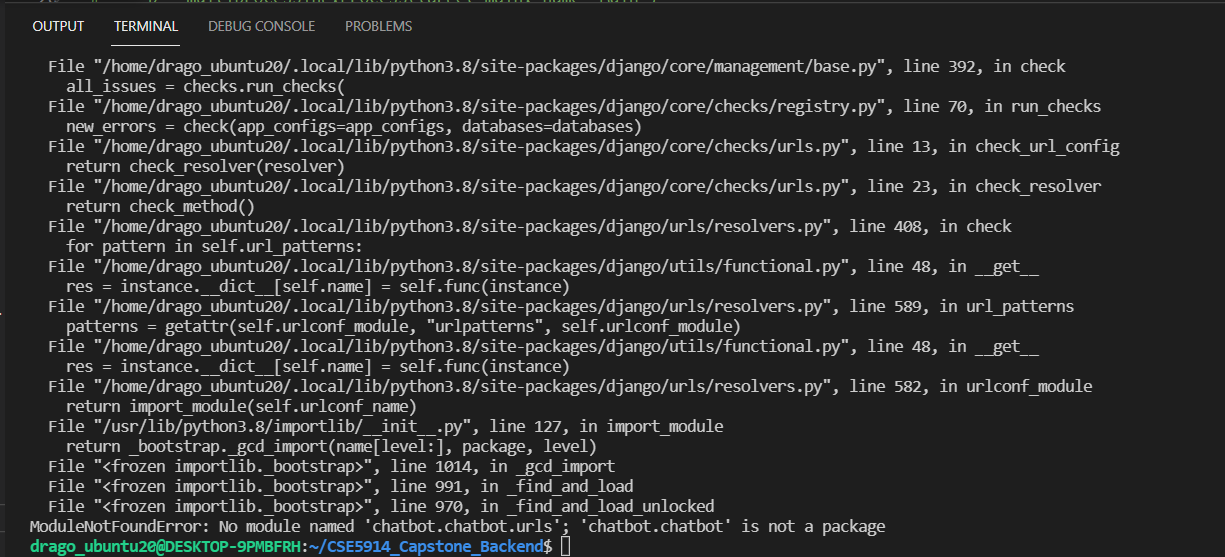 OUTPUT TERMINAL DEBUG CONSOLE PROBLEMS
File "/home/drago_ubuntu20/.local/lib/python3.8/site-packages/django/core/management/base.py", line 392, in check
all_issues = checks.run_checks(
File "/home/drago_ubuntu20/.local/lib/python3.8/site-packages/django/core/checks/registry.py", line 70, in run_checks
new_errors = check(app_configs=app_configs, databases=databases)
File "/home/drago_ubuntu20/.local/lib/python3.8/site-packages/django/core/checks/urls.py", line 13, in check_url_config
return check_resolver(resolver)
File "/home/drago_ubuntu20/.local/lib/python3.8/site-packages/django/core/checks/urls.py", line 23, in check_resolver
return check_method()
File "/home/drago_ubuntu20/.local/lib/python3.8/site-packages/django/urls/resolvers.py", line 408, in check
for pattern in self.url_patterns:
File "/home/drago_ubuntu20/.local/lib/python3.8/site-packages/django/utils/functional.py", line 48, in __get__
res = instance.__dict__[self.name] = self.func(instance)
File "/home/drago_ubuntu20/.local/lib/python3.8/site-packages/django/urls/resolvers.py", line 589, in url_patterns
patterns = getattr(self.urlconf_module, "urlpatterns", self.urlconf_module)
File "/home/drago_ubuntu20/.local/lib/python3.8/site-packages/django/utils/functional.py", line 48, in __get__
res = instance.__dict__[self.name] = self.func(instance)
File "/home/drago_ubuntu20/.local/lib/python3.8/site-packages/django/urls/resolvers.py", line 582, in urlconf_module
return import_module(self.urlconf_name)
File "/usr/lib/python3.8/importlib/__init__.py", line 127, in import_module
return _bootstrap._gcd_import(name[level:], package, level)
File "<frozen importlib._bootstrap>", line 1014, in _gcd_import
File "<frozen importlib._bootstrap>", line 991, in _find_and_load
File "<frozen importlib._bootstrap>", line 970, in _find_and_load_unlocked
ModuleNotFoundError: No module named 'chatbot.chatbot.urls'; 'chatbot.chatbot' is not a package
drago_ubuntu20@DESKTOP-9PMBFRH:~/CSE5914_Capstone_Backend$